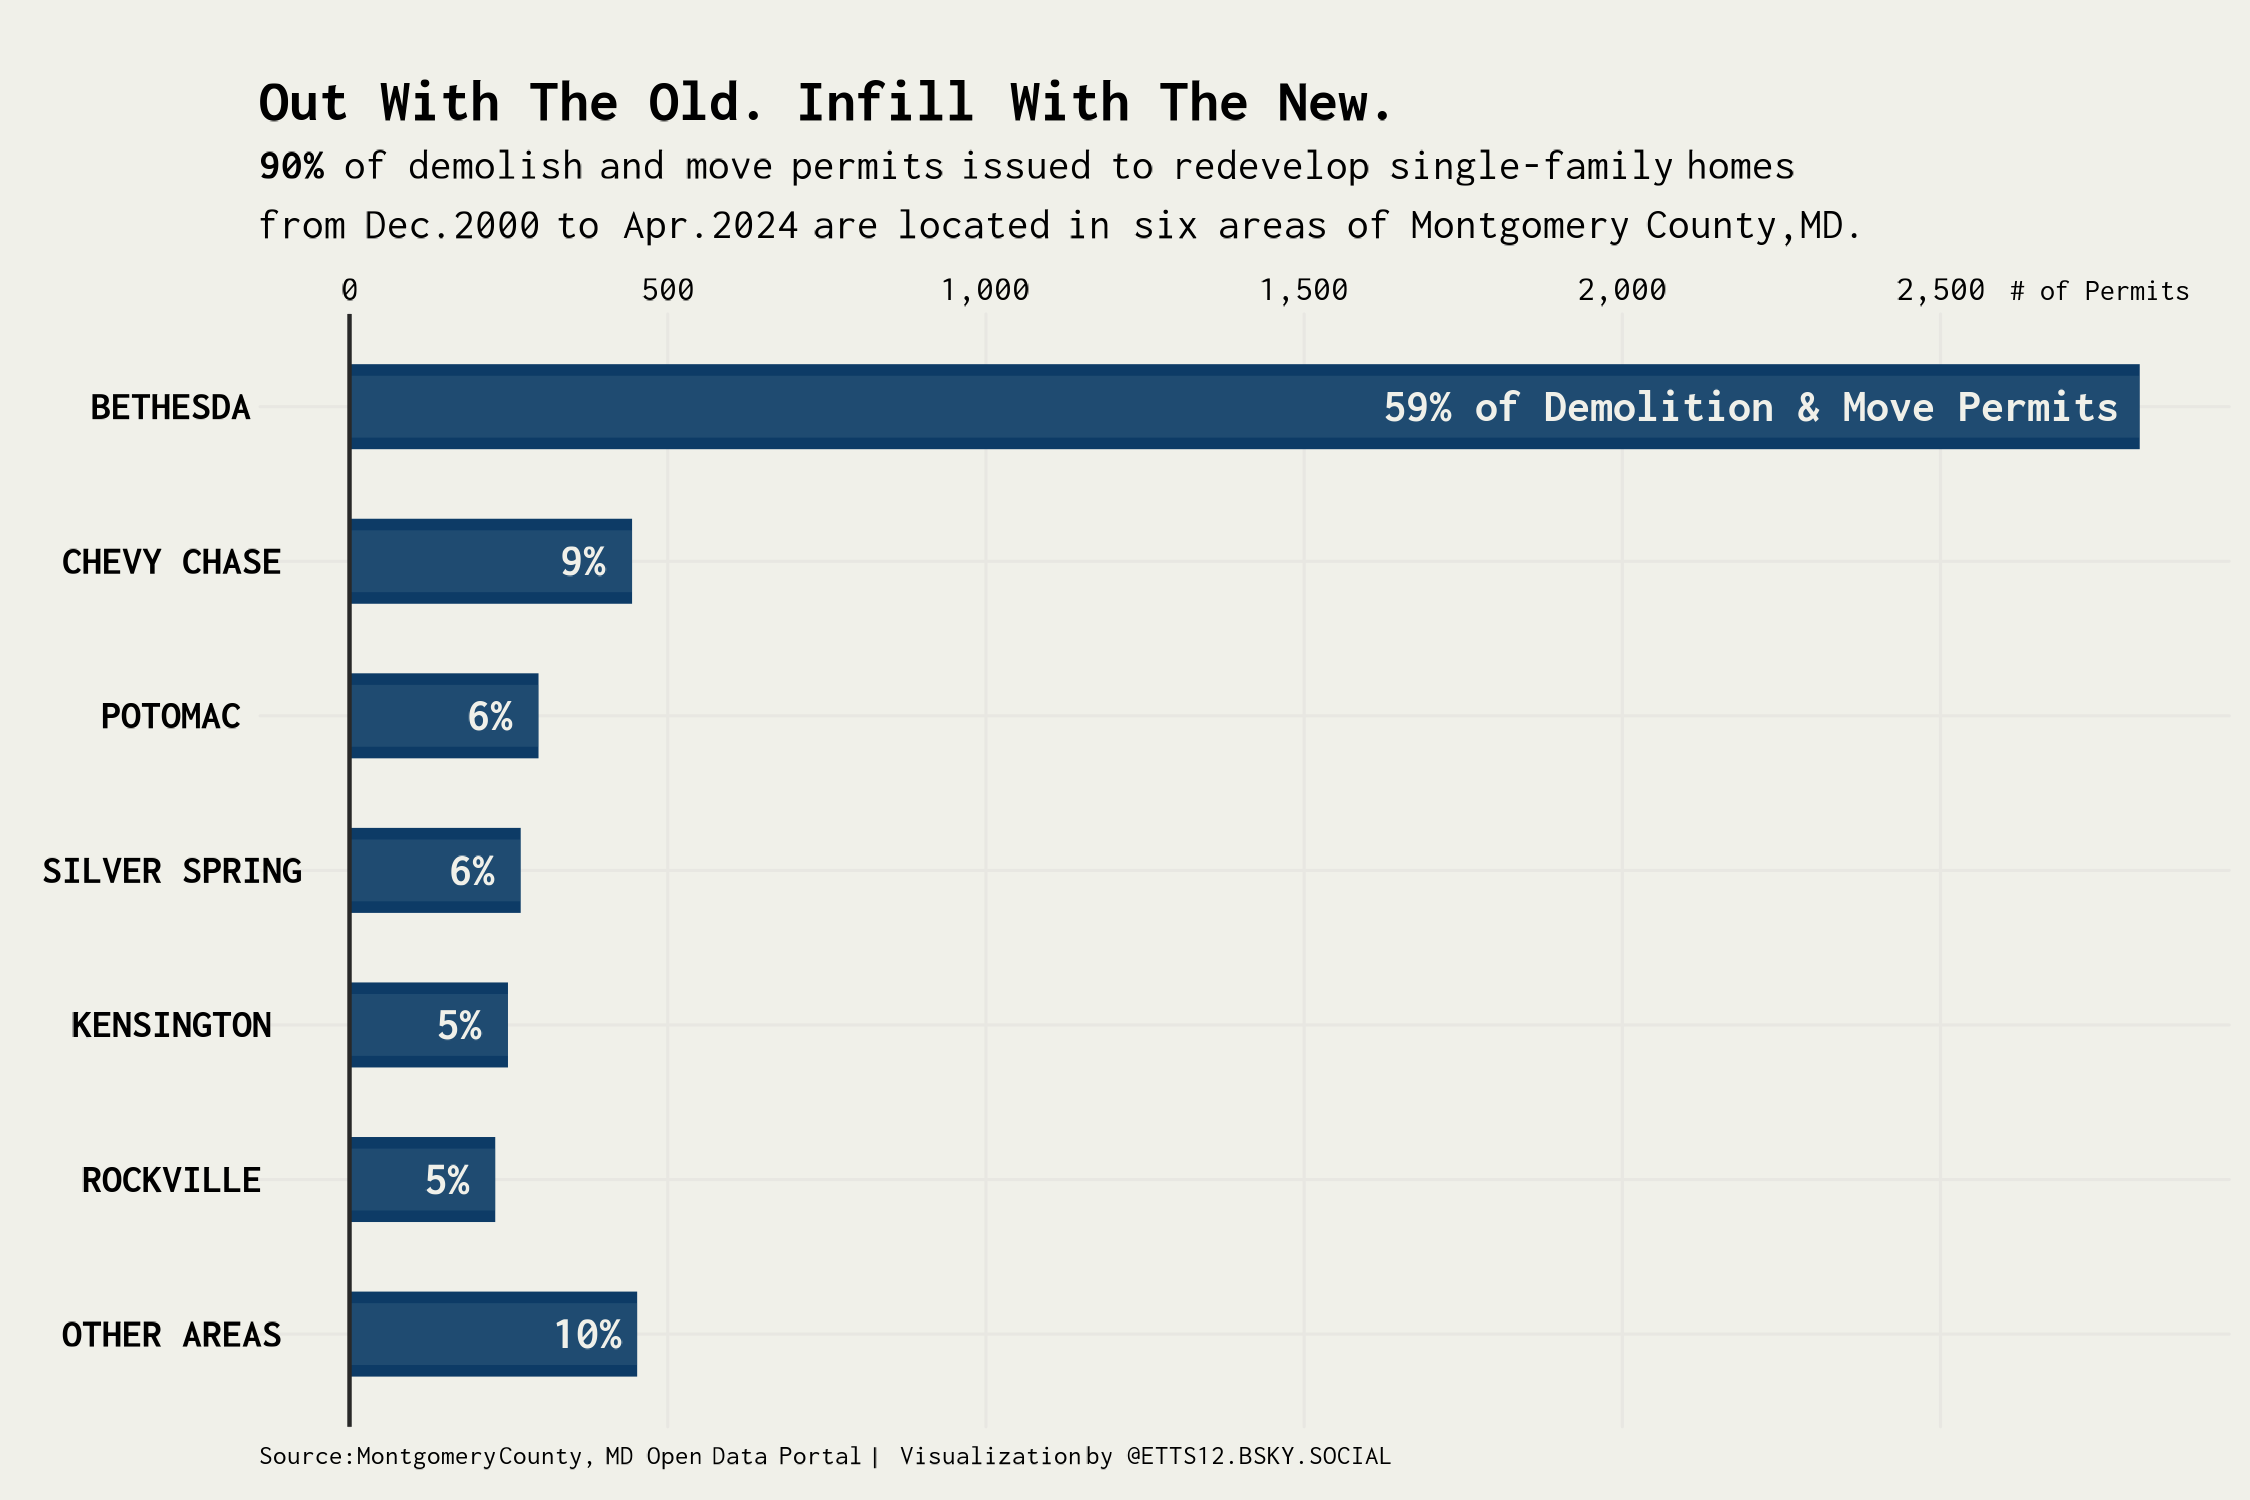 Out With The Old. Infill With The New.
90% of demolish and move permits issued to redevelop single-family homes
from Dec.2000 to Apr.2024 are located in six areas of Montgomery County,MD.
0 500 1,000 1,500 2,000 2,500 # of Permits
BETHESDA 59% of Demolition & Move Permits
CHEVY CHASE 9%
POTOMAC 6%
SILVER SPRING 6%
KENSINGTON 5%
ROCKVILLE 5%
OTHER AREAS 10%
Source:Montgomery County, MD Open Data Portal | Visualization by @ETTS12.BSKY.SOCIAL